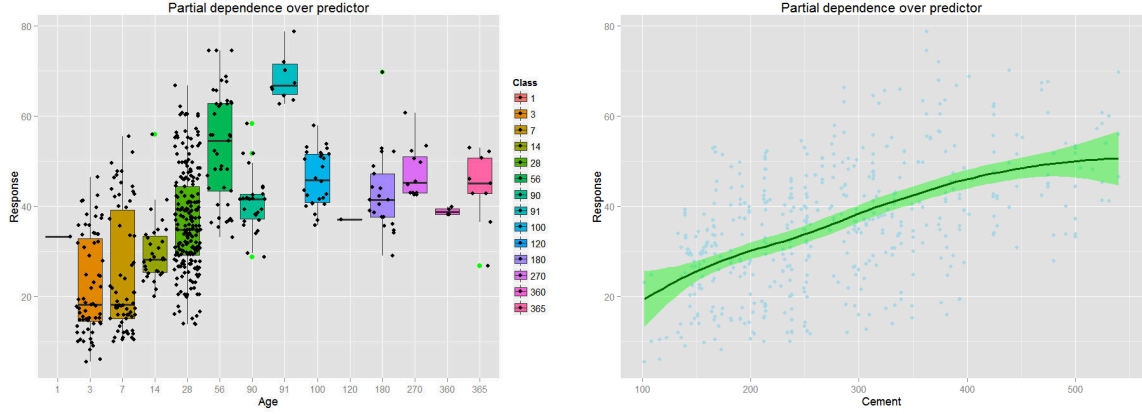 Partial dependence over predictor
80
60
40
20
Response
1 3 7 14 28 56 90 91 100 120 180 270 360 365
Age
Class
1
3
7
14
28
56
90
91
100
120
180
270
360
365
Partial dependence over predictor
80
60
40
20
Response
100 200 300 400 500
Cement